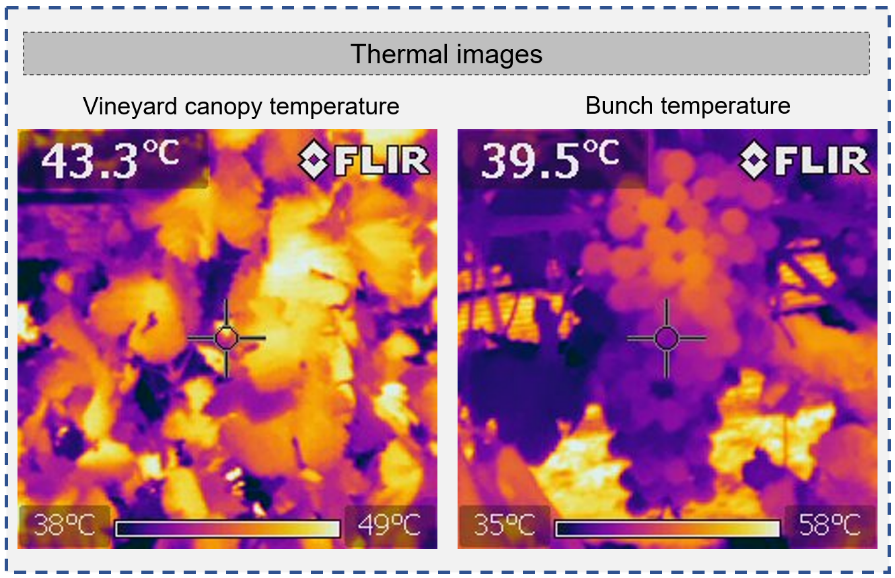 Thermal images
Vineyard canopy temperature
Bunch temperature
43.3°C
FLIR
39.5°C
FLIR
38°C
49°C
35°C
58°C